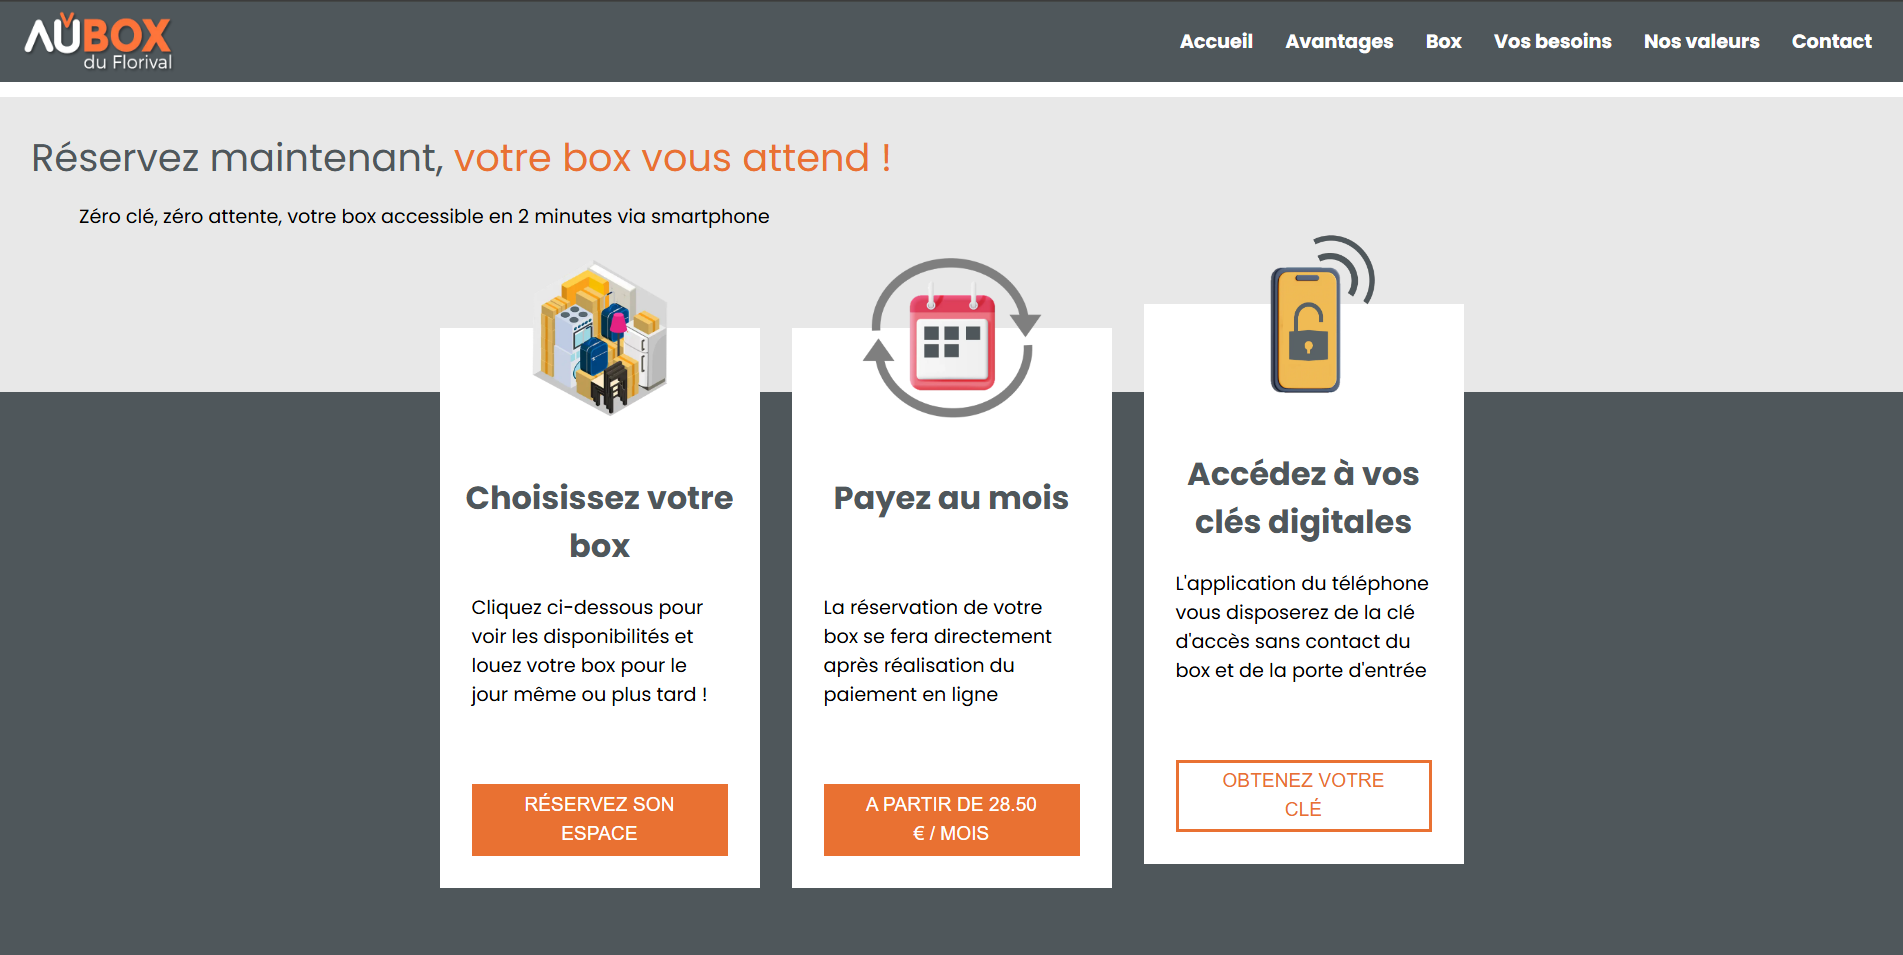 AUBOX
du Florival
Accueil
Avantages
Box
Vos besoins
Nos valeurs
Contact
Réservez maintenant, votre box vous attend !
Zéro clé, zéro attente, votre box accessible en 2 minutes via smartphone
Choisissez votre
box
Cliquez ci-dessous pour
voir les disponibilités et
louez votre box pour le
jour même ou plus tard !
RÉSERVEZ SON
ESPACE
Payez au mois
La réservation de votre
box se fera directement
après réalisation du
paiement en ligne
A PARTIR DE 28.50
€ / MOIS
Accédez à vos
clés digitales
L'application du téléphone
vous disposerez de la clé
d'accès sans contact du
box et de la porte d'entrée
OBTENEZ VOTRE
CLÉ